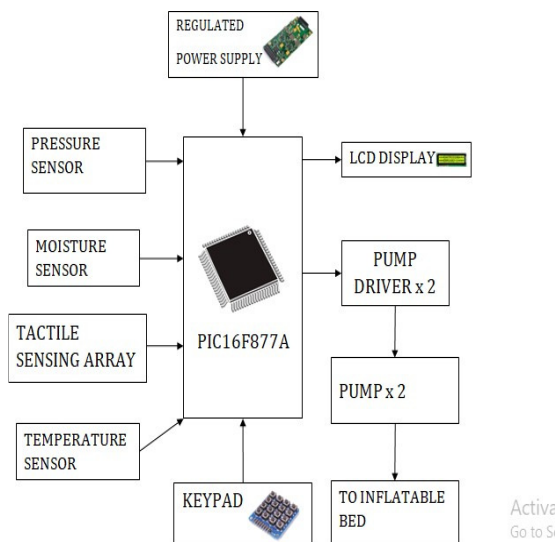 REGULATED
POWER SUPPLY
PRESSURE
SENSOR
LCD DISPLAY
MOISTURE
SENSOR
PUMP
DRIVER x 2
TACTILE
SENSING ARRAY
PIC16F877A
PUMP x 2
TEMPERATURE
SENSOR
KEYPAD
TO INFLATABLE
BED
Activa
Go to S